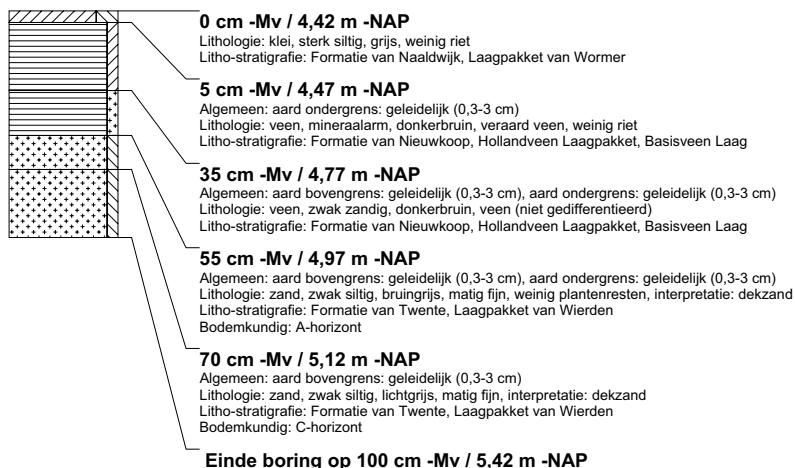 0 cm -Mv / 4,42 m -NAP
Lithologie: klei, sterk siltig, grijs, weinig riet
Litho-stratigrafie: Formatie van Naaldwijk, Laagpakket van Wormer
5 cm -Mv / 4,47 m -NAP
Algemeen: aard ondergrens: geleidelijk (0,3-3 cm)
Lithologie: veen, mineraalarm, donkerbruin, veraard veen, weinig riet
Litho-stratigrafie: Formatie van Nieuwkoop, Hollandveen Laagpakket, Basisveen Laag
35 cm -Mv / 4,77 m -NAP
Algemeen: aard bovengrens: geleidelijk (0,3-3 cm), aard ondergrens: geleidelijk (0,3-3 cm)
Lithologie: veen, zwak zandig, donkerbruin, veen (niet gedifferentieerd)
Litho-stratigrafie: Formatie van Nieuwkoop, Hollandveen Laagpakket, Basisveen Laag
55 cm -Mv / 4,97 m -NAP
Algemeen: aard bovengrens: geleidelijk (0,3-3 cm), aard ondergrens: geleidelijk (0,3-3 cm)
Lithologie: zand, zwak siltig, bruingrijs, matig fijn, weinig plantenresten, interpretatie: dekzand
Litho-stratigrafie: Formatie van Twente, Laagpakket van Wierden
Bodemkundig: A-horizont
70 cm -Mv / 5,12 m -NAP
Algemeen: aard bovengrens: geleidelijk (0,3-3 cm)
Lithologie: zand, zwak siltig, lichtgrijs, matig fijn, interpretatie: dekzand
Litho-stratigrafie: Formatie van Twente, Laagpakket van Wierden
Bodemkundig: C-horizont
Einde boring op 100 cm -Mv / 5,42 m -NAP